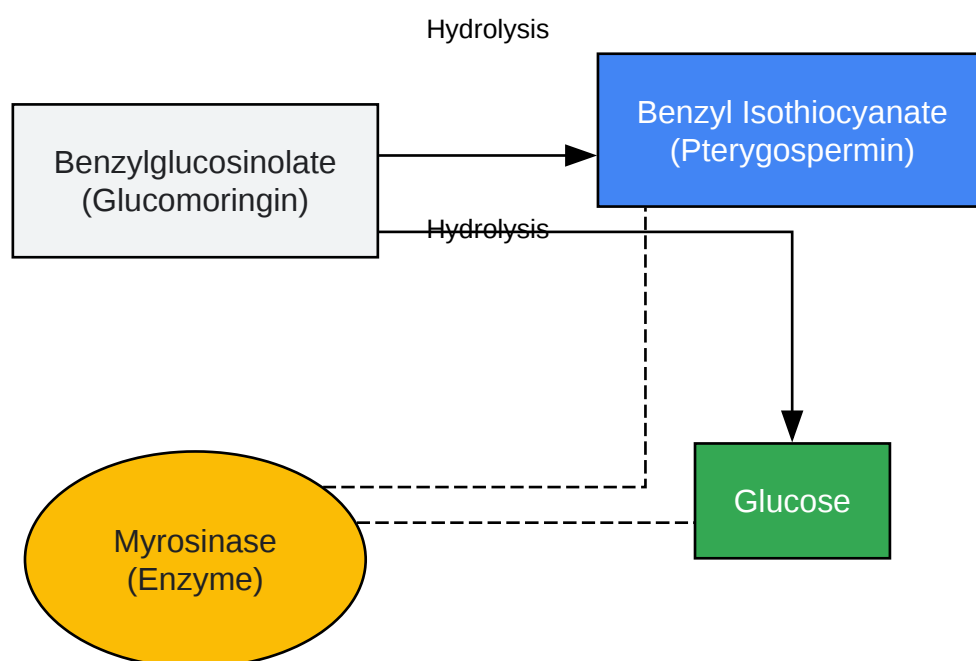 Hydrolysis
Benzyl Isothiocyanate
(Pterygospermin)
Benzylglucosinolate
(Glucomoringin)
Hydrolysis
Glucose
Myrosinase
(Enzyme)